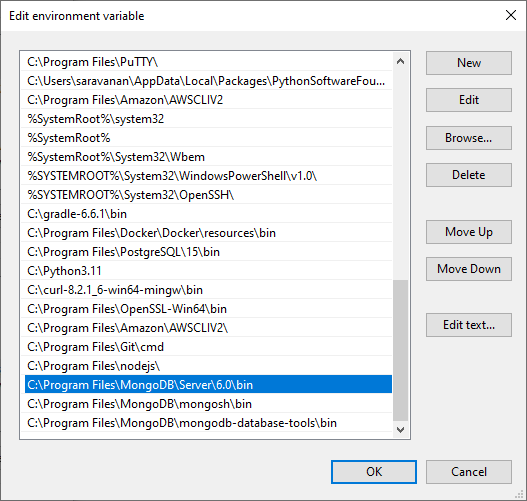 Edit environment variable
C:\Program Files\PuTTY\
C:\Users\saravanan\AppData\Local\Packages\PythonSoftwareFou...
C:\Program Files\Amazon\AWSCLIV2
%SystemRoot%\system32
%SystemRoot%
%SystemRoot%\System32\Wbem
%SYSTEMROOT%\System32\WindowsPowerShell\v1.0\
%SYSTEMROOT%\System32\OpenSSH\
C:\gradle-6.6.1\bin
C:\Program Files\Docker\Docker\resources\bin
C:\Program Files\PostgreSQL\15\bin
C:\Python3.11
C:\curl-8.2.1_6-win64-mingw\bin
C:\Program Files\OpenSSL-Win64\bin
C:\Program Files\Amazon\AWSCLIV2\
C:\Program Files\Git\cmd
C:\Program Files\nodejs\
C:\Program Files\MongoDB\Server\6.0\bin
C:\Program Files\MongoDB\mongosh\bin
C:\Program Files\MongoDB\mongodb-database-tools\bin
New
Edit
Browse...
Delete
Move Up
Move Down
Edit text...
OK
Cancel